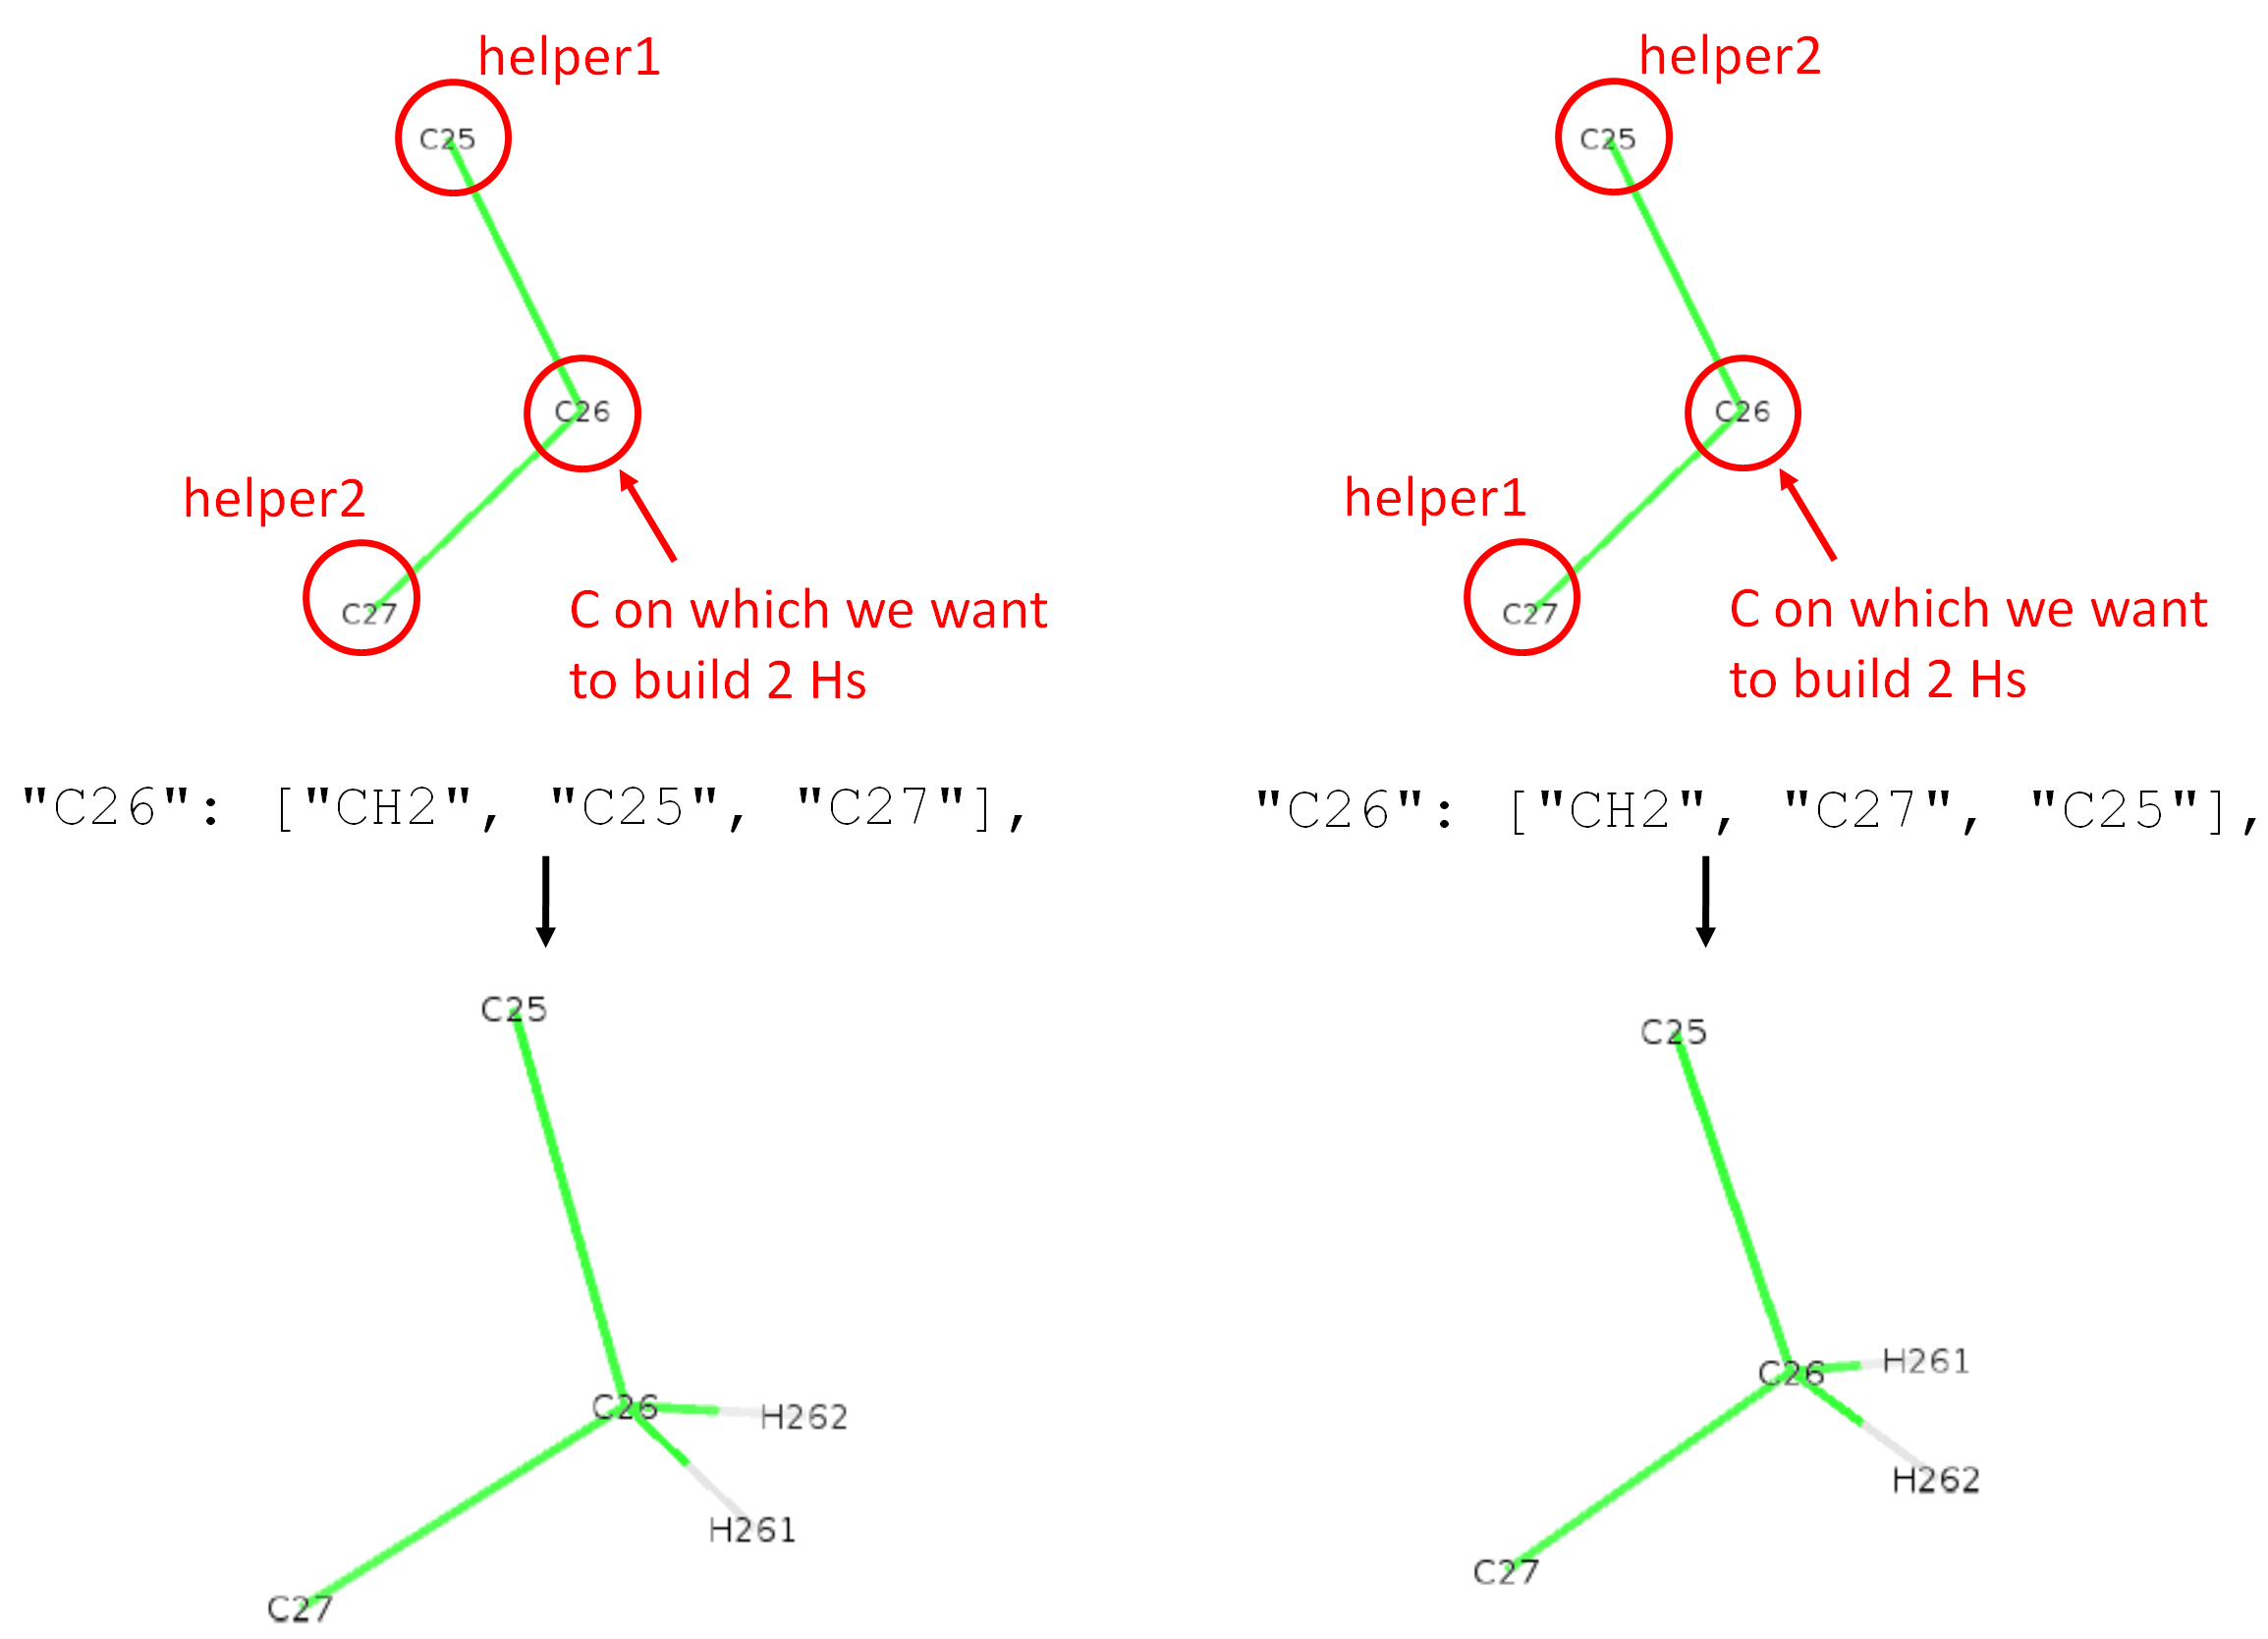 helper1
C25
C26
helper2
C27
C on which we want
to build 2 Hs
"C26": ["CH2", "C25", "C27"],
C25
C26
H262
H261
C27
helper2
C25
C26
helper1
C27
C on which we want
to build 2 Hs
"C26": ["CH2", "C27", "C25"],
C25
C26
H261
H262
C27